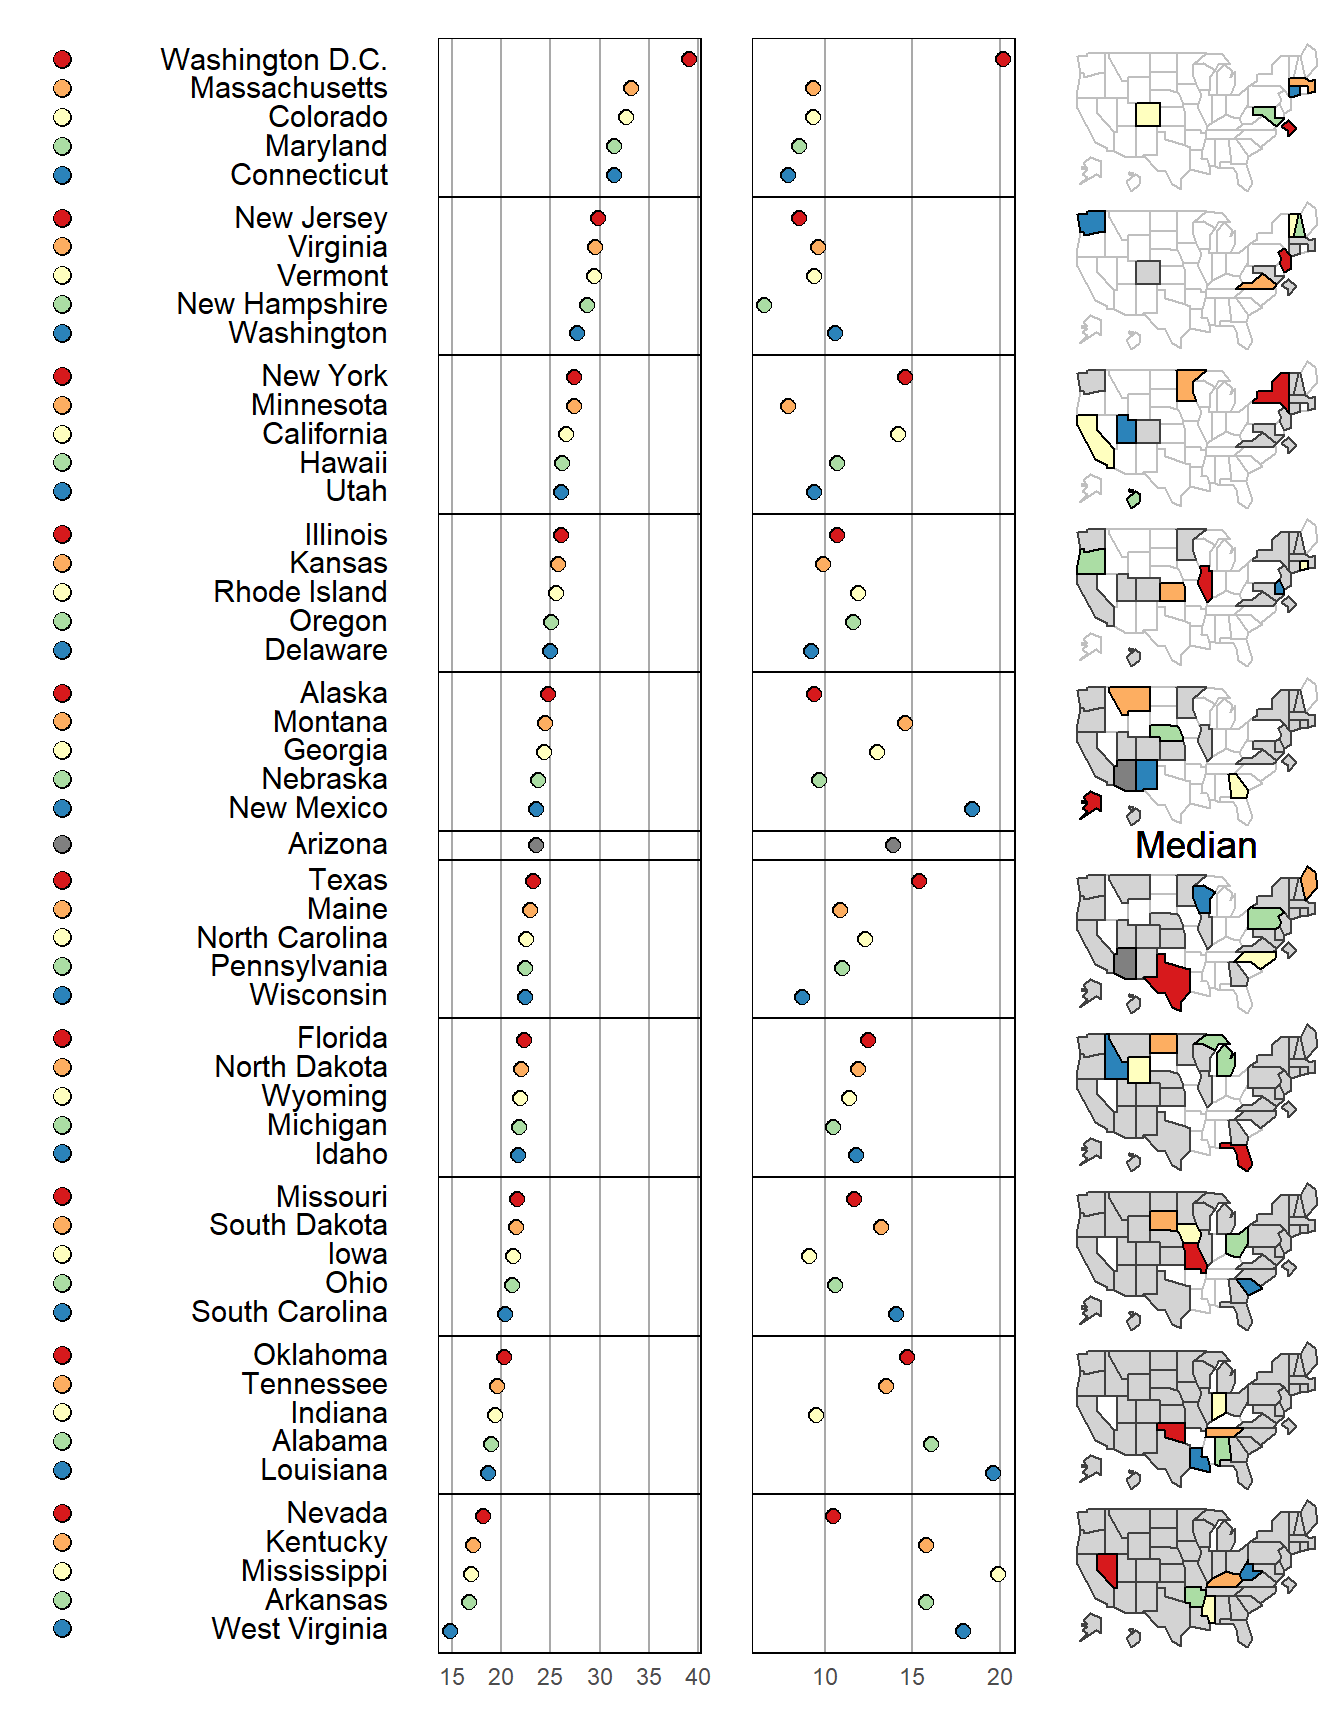 Washington D.C.
Massachusetts
Colorado
Maryland
Connecticut
New Jersey
Virginia
Vermont
New Hampshire
Washington
New York
Minnesota
California
Hawaii
Utah
Illinois
Kansas
Rhode Island
Oregon
Delaware
Alaska
Montana
Georgia
Nebraska
New Mexico
Arizona
Median
Texas
Maine
North Carolina
Pennsylvania
Wisconsin
Florida
North Dakota
Wyoming
Michigan
Idaho
Missouri
South Dakota
Iowa
Ohio
South Carolina
Oklahoma
Tennessee
Indiana
Alabama
Louisiana
Nevada
Kentucky
Mississippi
Arkansas
West Virginia
15 20 25 30 35 40
10 15 20